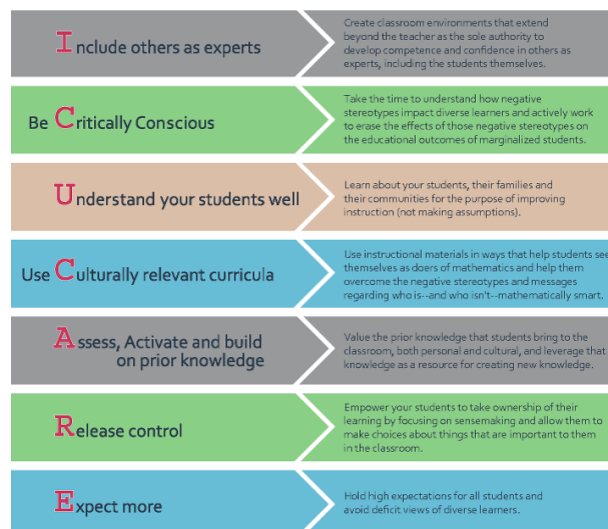 Include others as experts
Create classroom environments that extend
beyond the teacher as the sole authority to
develop competence and confidence in others as
experts, including the students themselves.
Be Critically Conscious
Take the time to understand how negative
stereotypes impact diverse learners and actively work
to erase the effects of those negative stereotypes on
the educational outcomes of marginalized students.
Understand your students well
Learn about your students, their families and
their communities for the purpose of improving
instruction (not making assumptions).
Use Culturally relevant curricula
Use instructional materials in ways that help students see
themselves as doers of mathematics and help them
overcome the negative stereotypes and messages
regarding who is--and who isn't--mathematically smart.
Assess, Activate and build
on prior knowledge
Value the prior knowledge that students bring to the
classroom, both personal and cultural, and leverage that
knowledge as a resource for creating new knowledge.
Release control
Empower your students to take ownership of their
learning by focusing on sensemaking and allow them to
make choices about things that are important to them
in the classroom.
Expect more
Hold high expectations for all students and
avoid deficit views of diverse learners.